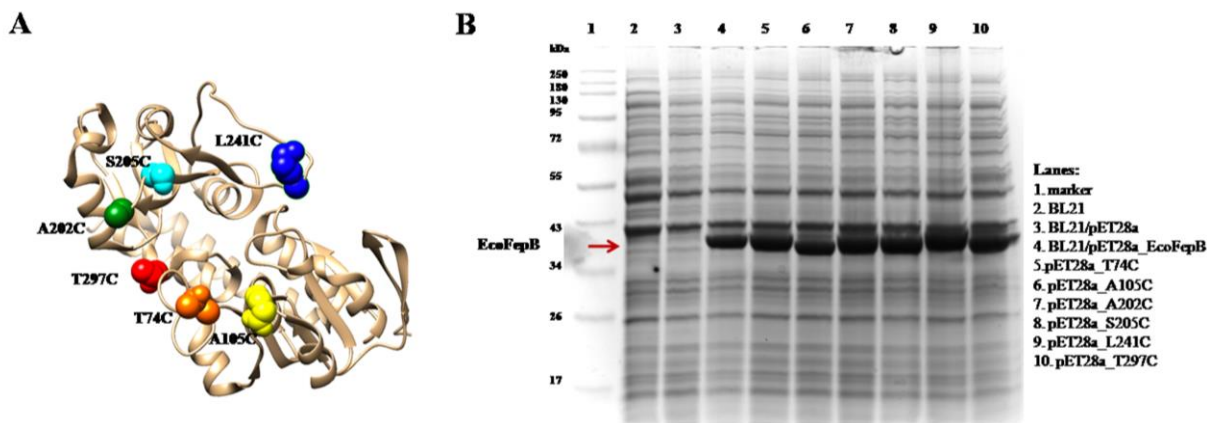 A
L241C
S205C
A202C
T297C
T74C
A105C
B
1 2 3 4 5 6 7 8 9 10
kDa
250
180
130
95
72
55
43
34
26
17
EcoFepB
Lanes:
1. marker
2. BL21
3. BL21/pET28a
4. BL21/pET28a_EcoFepB
5.pET28a_T74C
6. pET28a_A105C
7. pET28a_A202C
8. pET28a_S205C
9. pET28a_L241C
10. pET28a_T297C